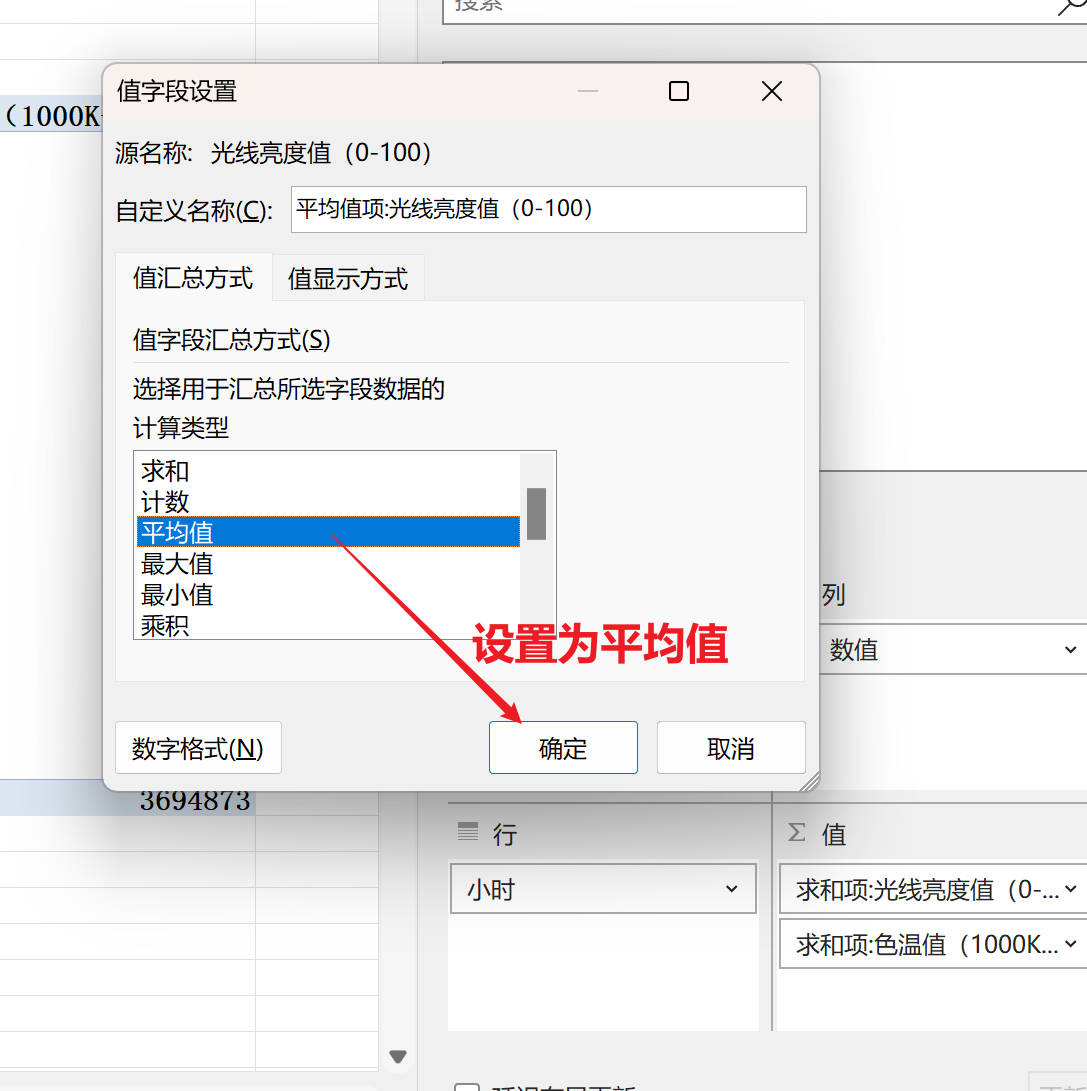 搜索
（1000K
值字段设置
源名称: 光线亮度值（0-100）
自定义名称(C): 平均值项:光线亮度值（0-100）
值汇总方式 值显示方式
值字段汇总方式(S)
选择用于汇总所选字段数据的
计算类型
求和
计数
平均值
最大值
最小值
乘积
设置为平均值
数字格式(N) 确定 取消
列
数值
3694873
行
小时
Σ 值
求和项:光线亮度值（0-...
求和项:色温值（1000K...